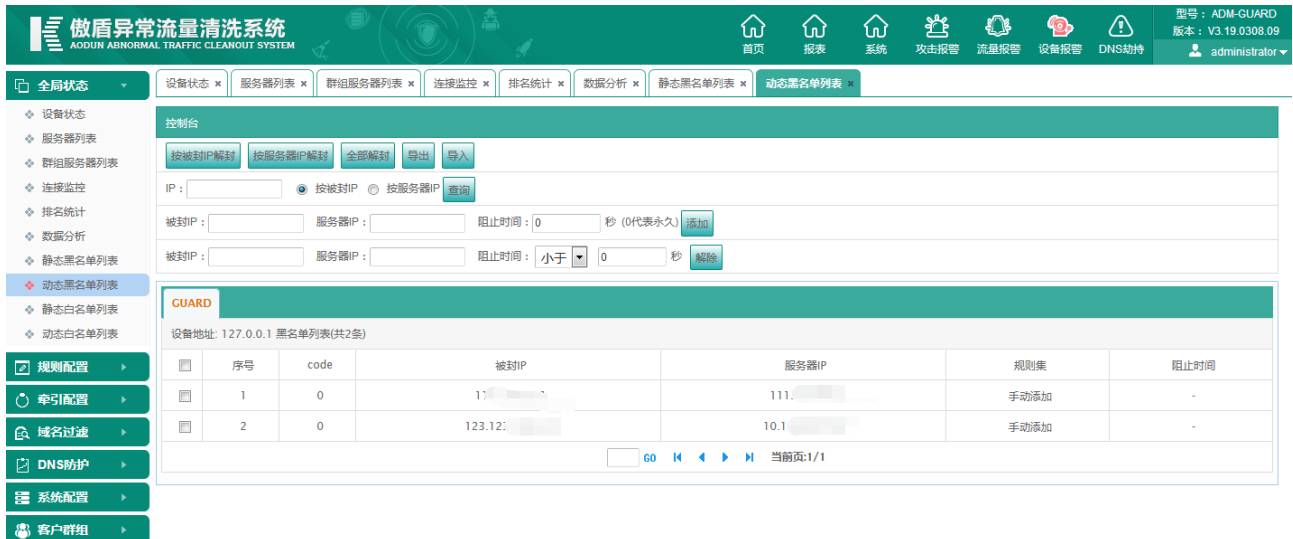 傲盾异常流量清洗系统
AODUN ABNORMAL TRAFFIC CLEANOUT SYSTEM
首页 报表 系统 攻击报警 流量报警 设备报警 DNS劫持
型号： ADM-GUARD
版本： V3.19.0308.09
administrator
全局状态
设备状态
服务器列表
群组服务器列表
连接监控
排名统计
数据分析
静态黑名单列表
动态黑名单列表
静态白名单列表
动态白名单列表
规则配置
牵引配置
域名过滤
DNS防护
系统配置
客户群组
设备状态 × 服务器列表 × 群组服务器列表 × 连接监控 × 排名统计 × 数据分析 × 静态黑名单列表 × 动态黑名单列表 ×
控制台
按被封IP解封 按服务器IP解封 全部解封 导出 导入
IP： 按被封IP 按服务器IP 查询
被封IP： 服务器IP： 阻止时间： 0 秒 (0代表永久) 添加
被封IP： 服务器IP： 阻止时间： 小于 0 秒 解除
GUARD
设备地址: 127.0.0.1 黑名单列表(共2条)
序号 code 被封IP 服务器IP 规则集 阻止时间
1 0 111. 手动添加 -
2 0 123.12 10.1 手动添加 -
GO 当前页:1/1